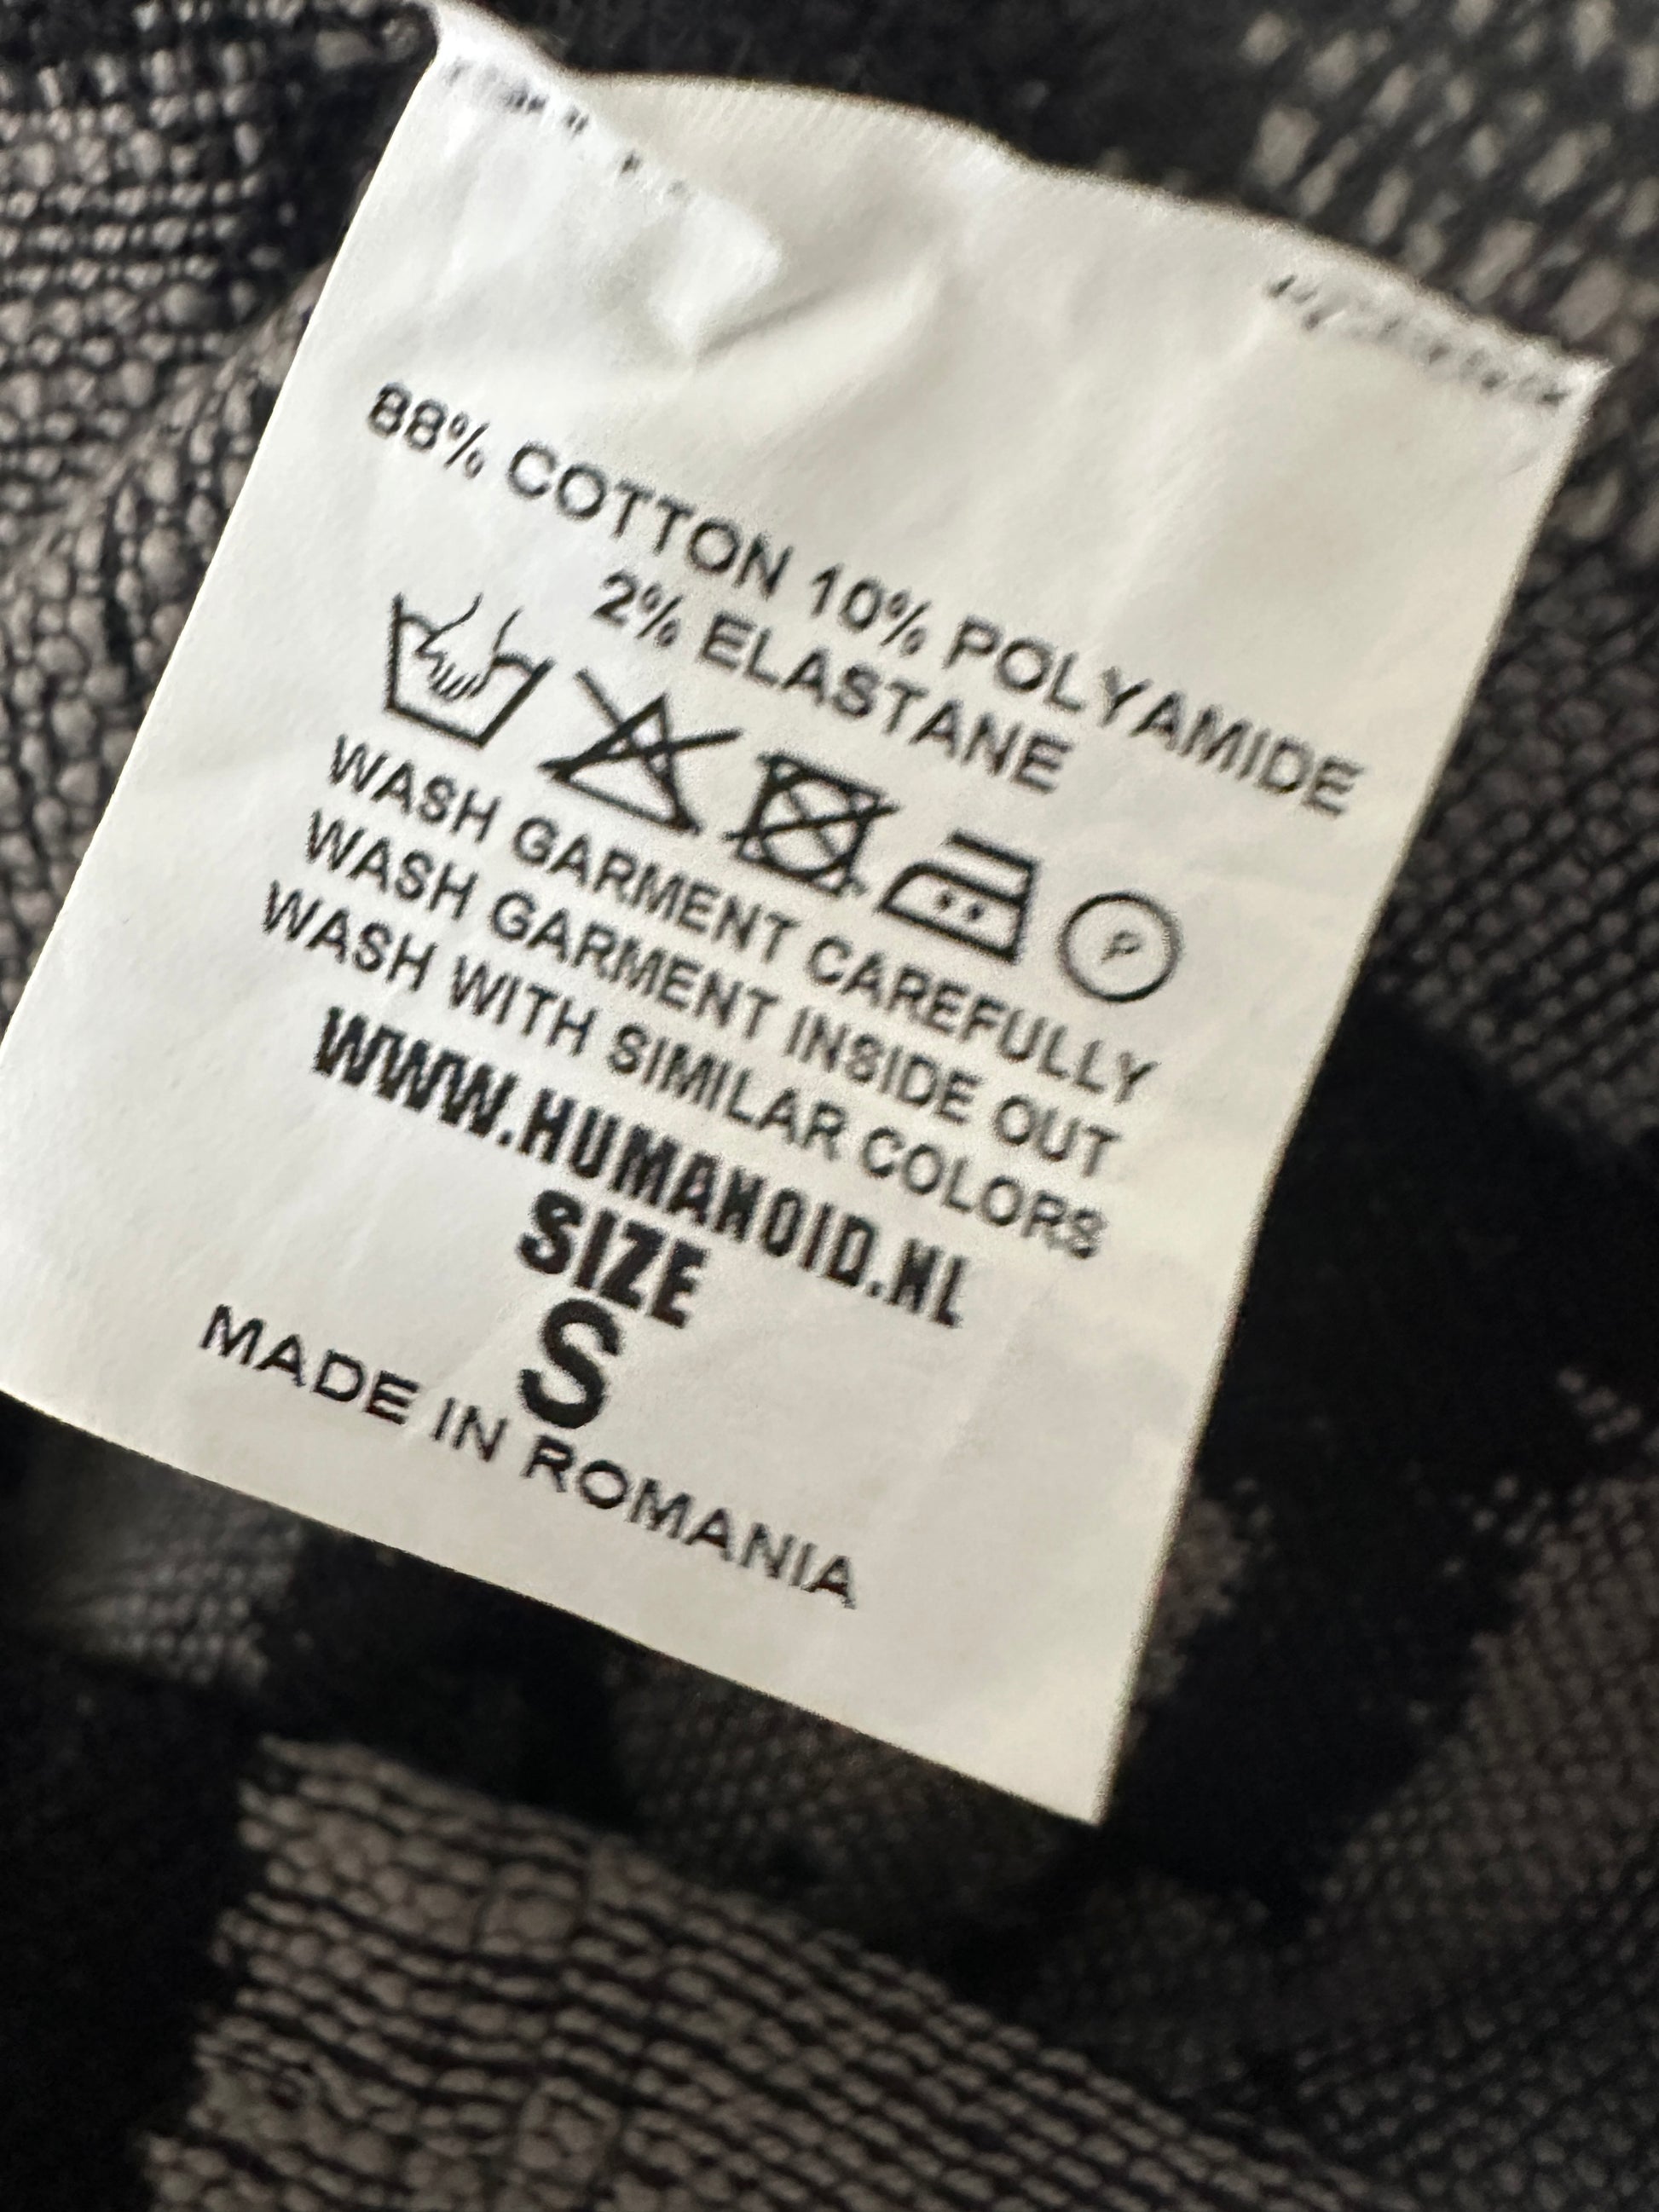 88% COTTON 10% POLYAMIDE
2% ELASTANE
P
WASH GARMENT CAREFULLY
WASH GARMENT INSIDE OUT
WASH WITH SIMILAR COLORS
WWW.HUMANOID.NL
SIZE
S
MADE IN ROMANIA